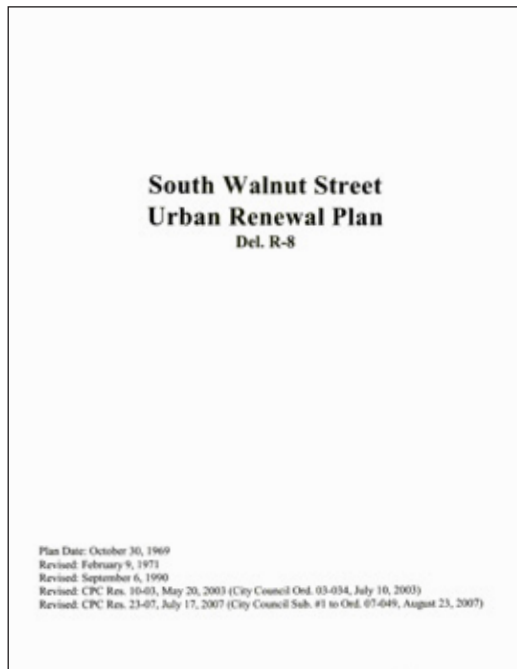 South Walnut Street
Urban Renewal Plan
Del. R-8
Plan Date: October 30, 1969
Revised: February 9, 1971
Revised: September 6, 1990
Revised: CPC Res. 10-03, May 20, 2003 (City Council Ord. 03-034, July 10, 2003)
Revised: CPC Res. 23-07, July 17, 2007 (City Council Sub. #1 to Ord. 07-049, August 23, 2007)